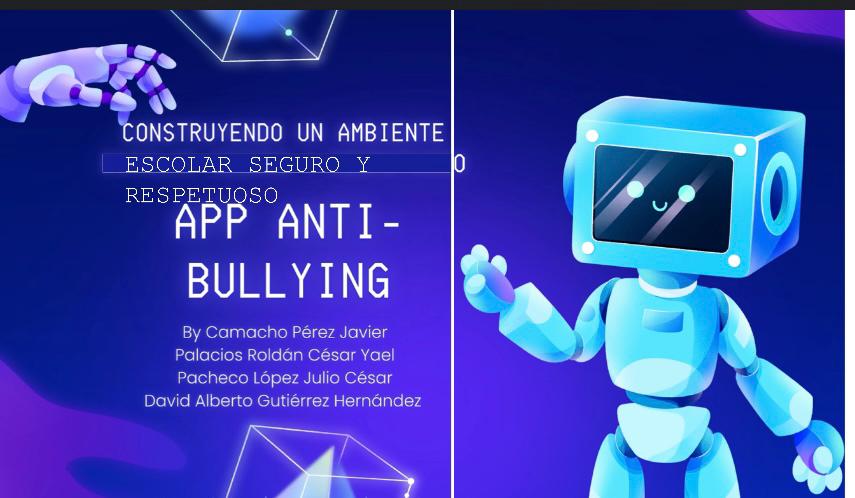 CONSTRUYENDO UN AMBIENTE
ESCOLAR SEGURO Y
O
RESPETUOSO
APP ANTI-
BULLYING
By Camacho Pérez Javier
Palacios Roldán César Yael
Pacheco López Julio César
David Alberto Gutiérrez Hernández